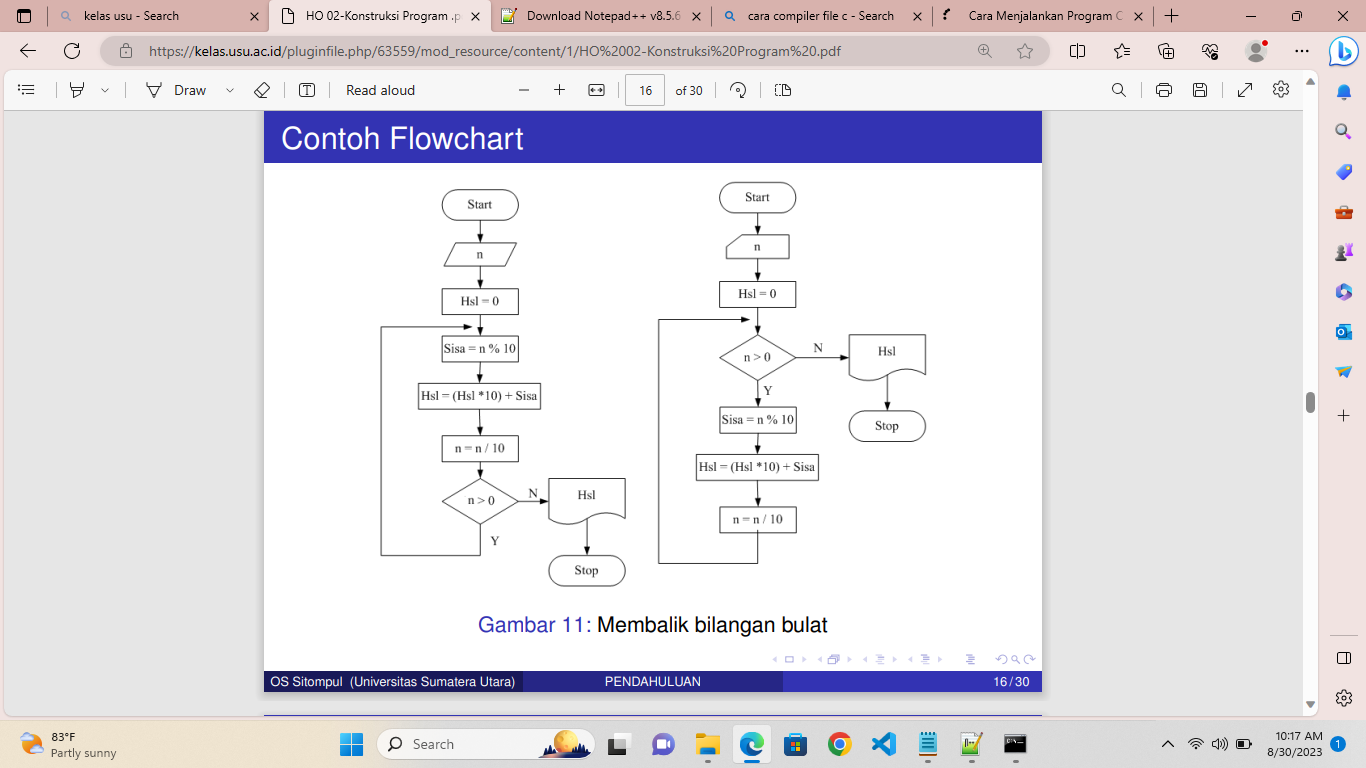 kelas usu - Search
HO 02-Konstruksi Program .p
Download Notepad++ v8.5.6
cara compiler file c - Search
Cara Menjalankan Program C
https://kelas.usu.ac.id/pluginfile.php/63559/mod_resource/content/1/HO%2002-Konstruksi%20Program%20.pdf
Draw
Read aloud
16
of 30
Contoh Flowchart
Start
n
Hsl = 0
Sisa = n % 10
Hsl = (Hsl *10) + Sisa
n = n / 10
n > 0
N
Hsl
Y
Stop
Start
n
Hsl = 0
n > 0
N
Hsl
Y
Stop
Sisa = n % 10
Hsl = (Hsl *10) + Sisa
n = n / 10
Gambar 11: Membalik bilangan bulat
OS Sitompul (Universitas Sumatera Utara)
PENDAHULUAN
16 / 30
83°F
Partly sunny
Search
10:17 AM
8/30/2023
1